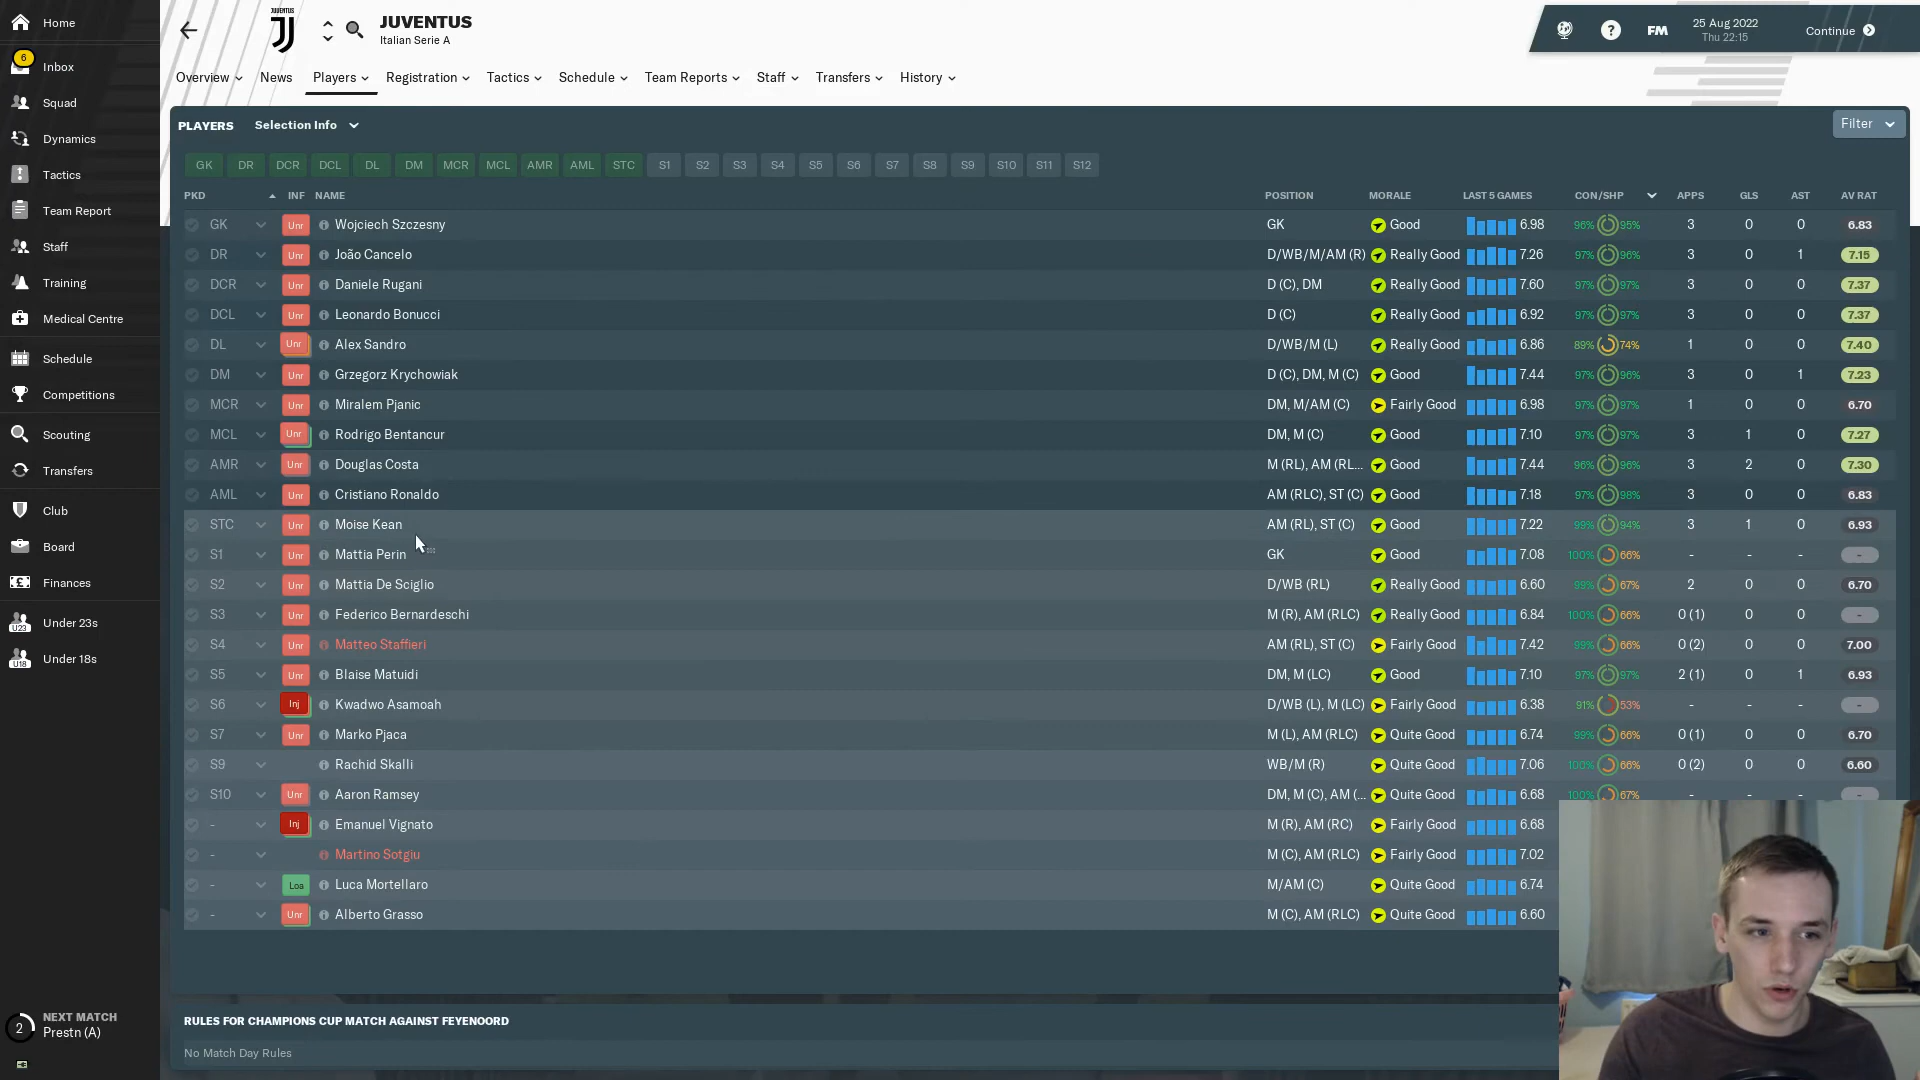 Home
JUVENTUS
JUVENTUS
Italian Serie A
? FM 25 Aug 2022 Thu 22:15 Continue
6 Inbox
Squad
Dynamics
Tactics
Team Report
Staff
Training
Medical Centre
Schedule
Competitions
Scouting
Transfers
Club
Board
Finances
U23 Under 23s
U18 Under 18s
2 NEXT MATCH
Prestn (A)
Overview News Players Registration Tactics Schedule Team Reports Staff Transfers History
PLAYERS Selection Info Filter
GK DR DCR DCL DL DM MCR MCL AMR AML STC S1 S2 S3 S4 S5 S6 S7 S8 S9 S10 S11 S12
PKD INF NAME POSITION MORALE LAST 5 GAMES CON/SHP APPS GLS AST AV RAT
GK Unr Wojciech Szczesny GK Good 6.98 96% 95% 3 0 0 6.83
DR Unr João Cancelo D/WB/M/AM (R) Really Good 7.26 97% 96% 3 0 1 7.15
DCR Unr Daniele Rugani D (C), DM Really Good 7.60 97% 97% 3 0 0 7.37
DCL Unr Leonardo Bonucci D (C) Really Good 6.92 97% 97% 3 0 0 7.37
DL Unr Alex Sandro D/WB/M (L) Really Good 6.86 89% 74% 1 0 0 7.40
DM Unr Grzegorz Krychowiak D (C), DM, M (C) Good 7.44 97% 96% 3 0 1 7.23
MCR Unr Miralem Pjanic DM, M/AM (C) Fairly Good 6.98 97% 97% 1 0 0 6.70
MCL Unr Rodrigo Bentancur DM, M (C) Good 7.10 97% 97% 3 1 0 7.27
AMR Unr Douglas Costa M (RL), AM (RL... Good 7.44 96% 96% 3 2 0 7.30
AML Unr Cristiano Ronaldo AM (RLC), ST (C) Good 7.18 97% 98% 3 0 0 6.83
STC Unr Moise Kean AM (RL), ST (C) Good 7.22 99% 94% 3 1 0 6.93
S1 Unr Mattia Perin GK Good 7.08 100% 66% - - - -
S2 Unr Mattia De Sciglio D/WB (RL) Really Good 6.60 99% 67% 2 0 0 6.70
S3 Unr Federico Bernardeschi M (R), AM (RLC) Really Good 6.84 100% 66% 0 (1) 0 0 -
S4 Unr Matteo Staffieri AM (RL), ST (C) Fairly Good 7.42 99% 66% 0 (2) 0 0 7.00
S5 Unr Blaise Matuidi DM, M (LC) Good 7.10 97% 97% 2 (1) 0 1 6.93
S6 Inj Kwadwo Asamoah D/WB (L), M (LC) Fairly Good 6.38 91% 53% - - - -
S7 Unr Marko Pjaca M (L), AM (RLC) Quite Good 6.74 99% 66% 0 (1) 0 0 6.70
S9 Rachid Skalli WB/M (R) Quite Good 7.06 100% 66% 0 (2) 0 0 6.60
S10 Unr Aaron Ramsey DM, M (C), AM (... Quite Good 6.68 100% 67% - - - -
- Inj Emanuel Vignato M (R), AM (RC) Fairly Good 6.68
- Martino Sotgiu M (C), AM (RLC) Fairly Good 7.02
- Loa Luca Mortellaro M/AM (C) Quite Good 6.74
- Unr Alberto Grasso M (C), AM (RLC) Quite Good 6.60
RULES FOR CHAMPIONS CUP MATCH AGAINST FEYENOORD
No Match Day Rules